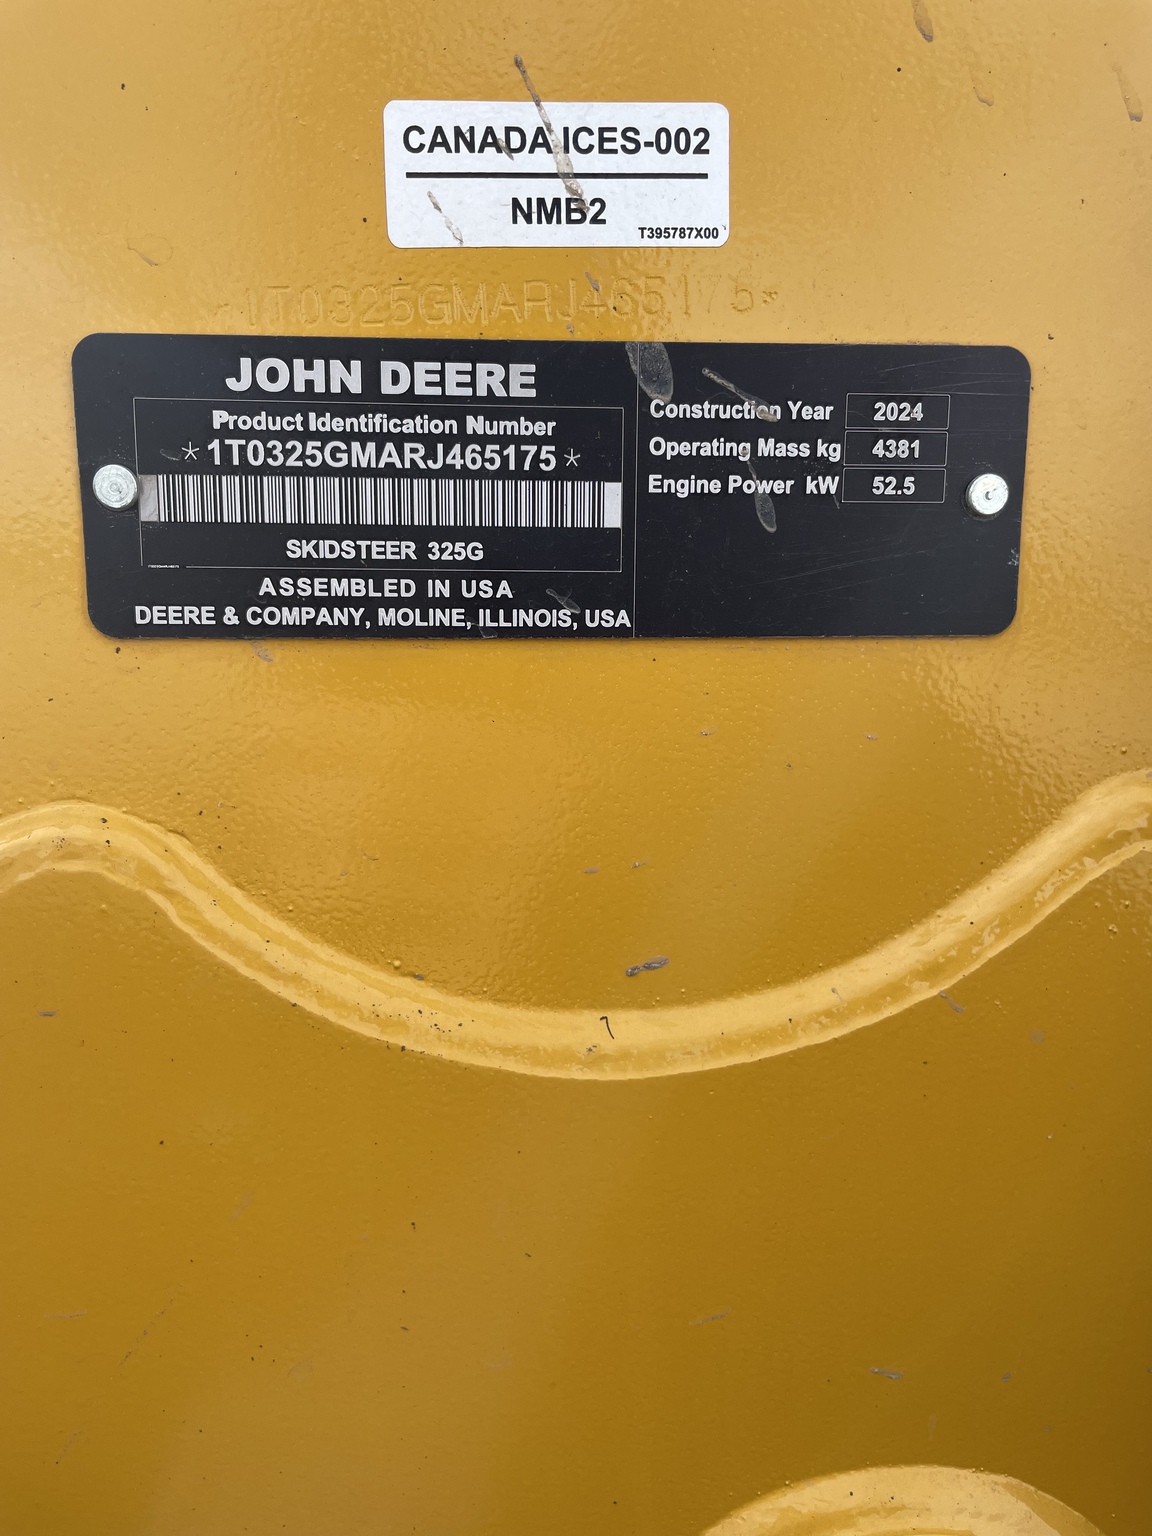 CANADA ICES-002
NMB2
T395787X00
*1T0325GMARJ465175*
JOHN DEERE
Product Identification Number
*1T0325GMARJ465175*
SKIDSTEER 325G
ASSEMBLED IN USA
DEERE & COMPANY, MOLINE, ILLINOIS, USA
Construction Year 2024
Operating Mass kg 4381
Engine Power kW 52.5